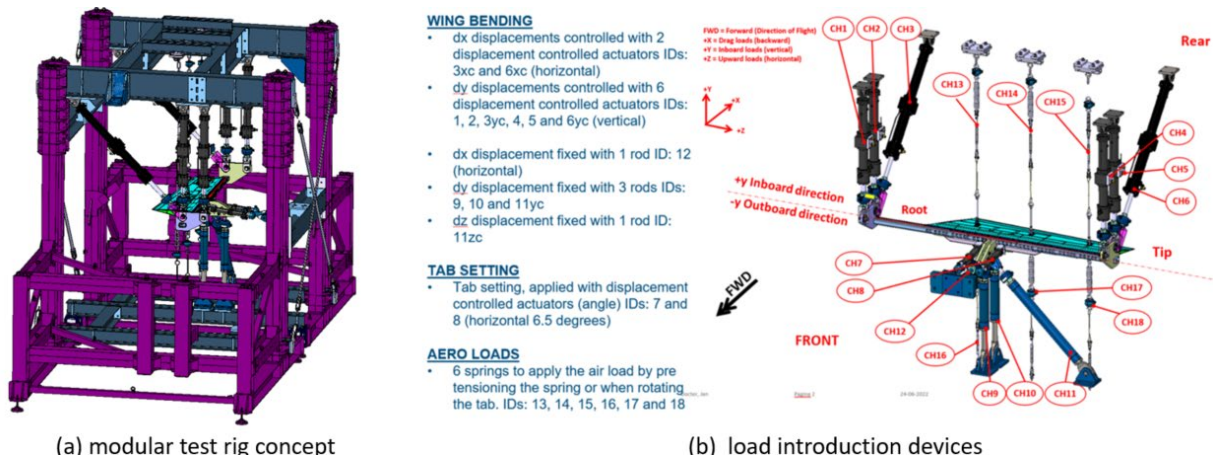 WING BENDING
• dx displacements controlled with 2
displacement controlled actuators IDs:
3xc and 6xc (horizontal)
• dy displacements controlled with 6
displacement controlled actuators IDs:
1, 2, 3yc, 4, 5 and 6yc (vertical)
• dx displacement fixed with 1 rod ID: 12
(horizontal)
• dy displacement fixed with 3 rods IDs:
9, 10 and 11yc
• dz displacement fixed with 1 rod ID:
11zc
TAB SETTING
• Tab setting, applied with displacement
controlled actuators (angle) IDs: 7 and
8 (horizontal 6.5 degrees)
AERO LOADS
• 6 springs to apply the air load by pre
tensioning the spring or when rotating
the tab. IDs: 13, 14, 15, 16, 17 and 18
FWD = Forward (Direction of Flight)
+X = Drag loads (backward)
+Y = Inboard loads (vertical)
+Z = Upward loads (horizontal)
+Y
+X
+Z
CH1
CH2
CH3
Rear
CH13
CH14
CH15
CH4
CH5
CH6
+y Inboard direction
-y Outboard direction
Root
Tip
FWD
CH7
CH8
CH17
CH18
CH12
FRONT
CH16
CH9
CH10
CH11
Jan
Pagina 3
24-06-2022
(a) modular test rig concept
(b) load introduction devices